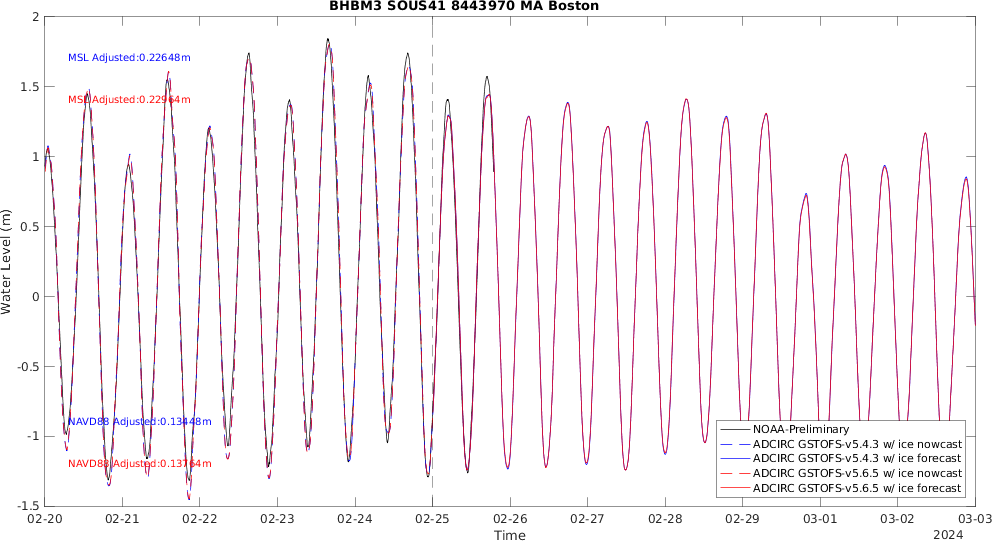 BHBM3 SOUS41 8443970 MA Boston
2
1.5
1
0.5
0
-0.5
-1
-1.5
Water Level (m)
MSL Adjusted:0.22648m
MSL Adjusted:0.22964m
NAVD88 Adjusted:0.13448m
NAVD88 Adjusted:0.13764m
NOAA-Preliminary
ADCIRC GSTOFS-v5.4.3 w/ ice nowcast
ADCIRC GSTOFS-v5.4.3 w/ ice forecast
ADCIRC GSTOFS-v5.6.5 w/ ice nowcast
ADCIRC GSTOFS-v5.6.5 w/ ice forecast
02-20 02-21 02-22 02-23 02-24 02-25 02-26 02-27 02-28 02-29 03-01 03-02 03-03
Time
2024